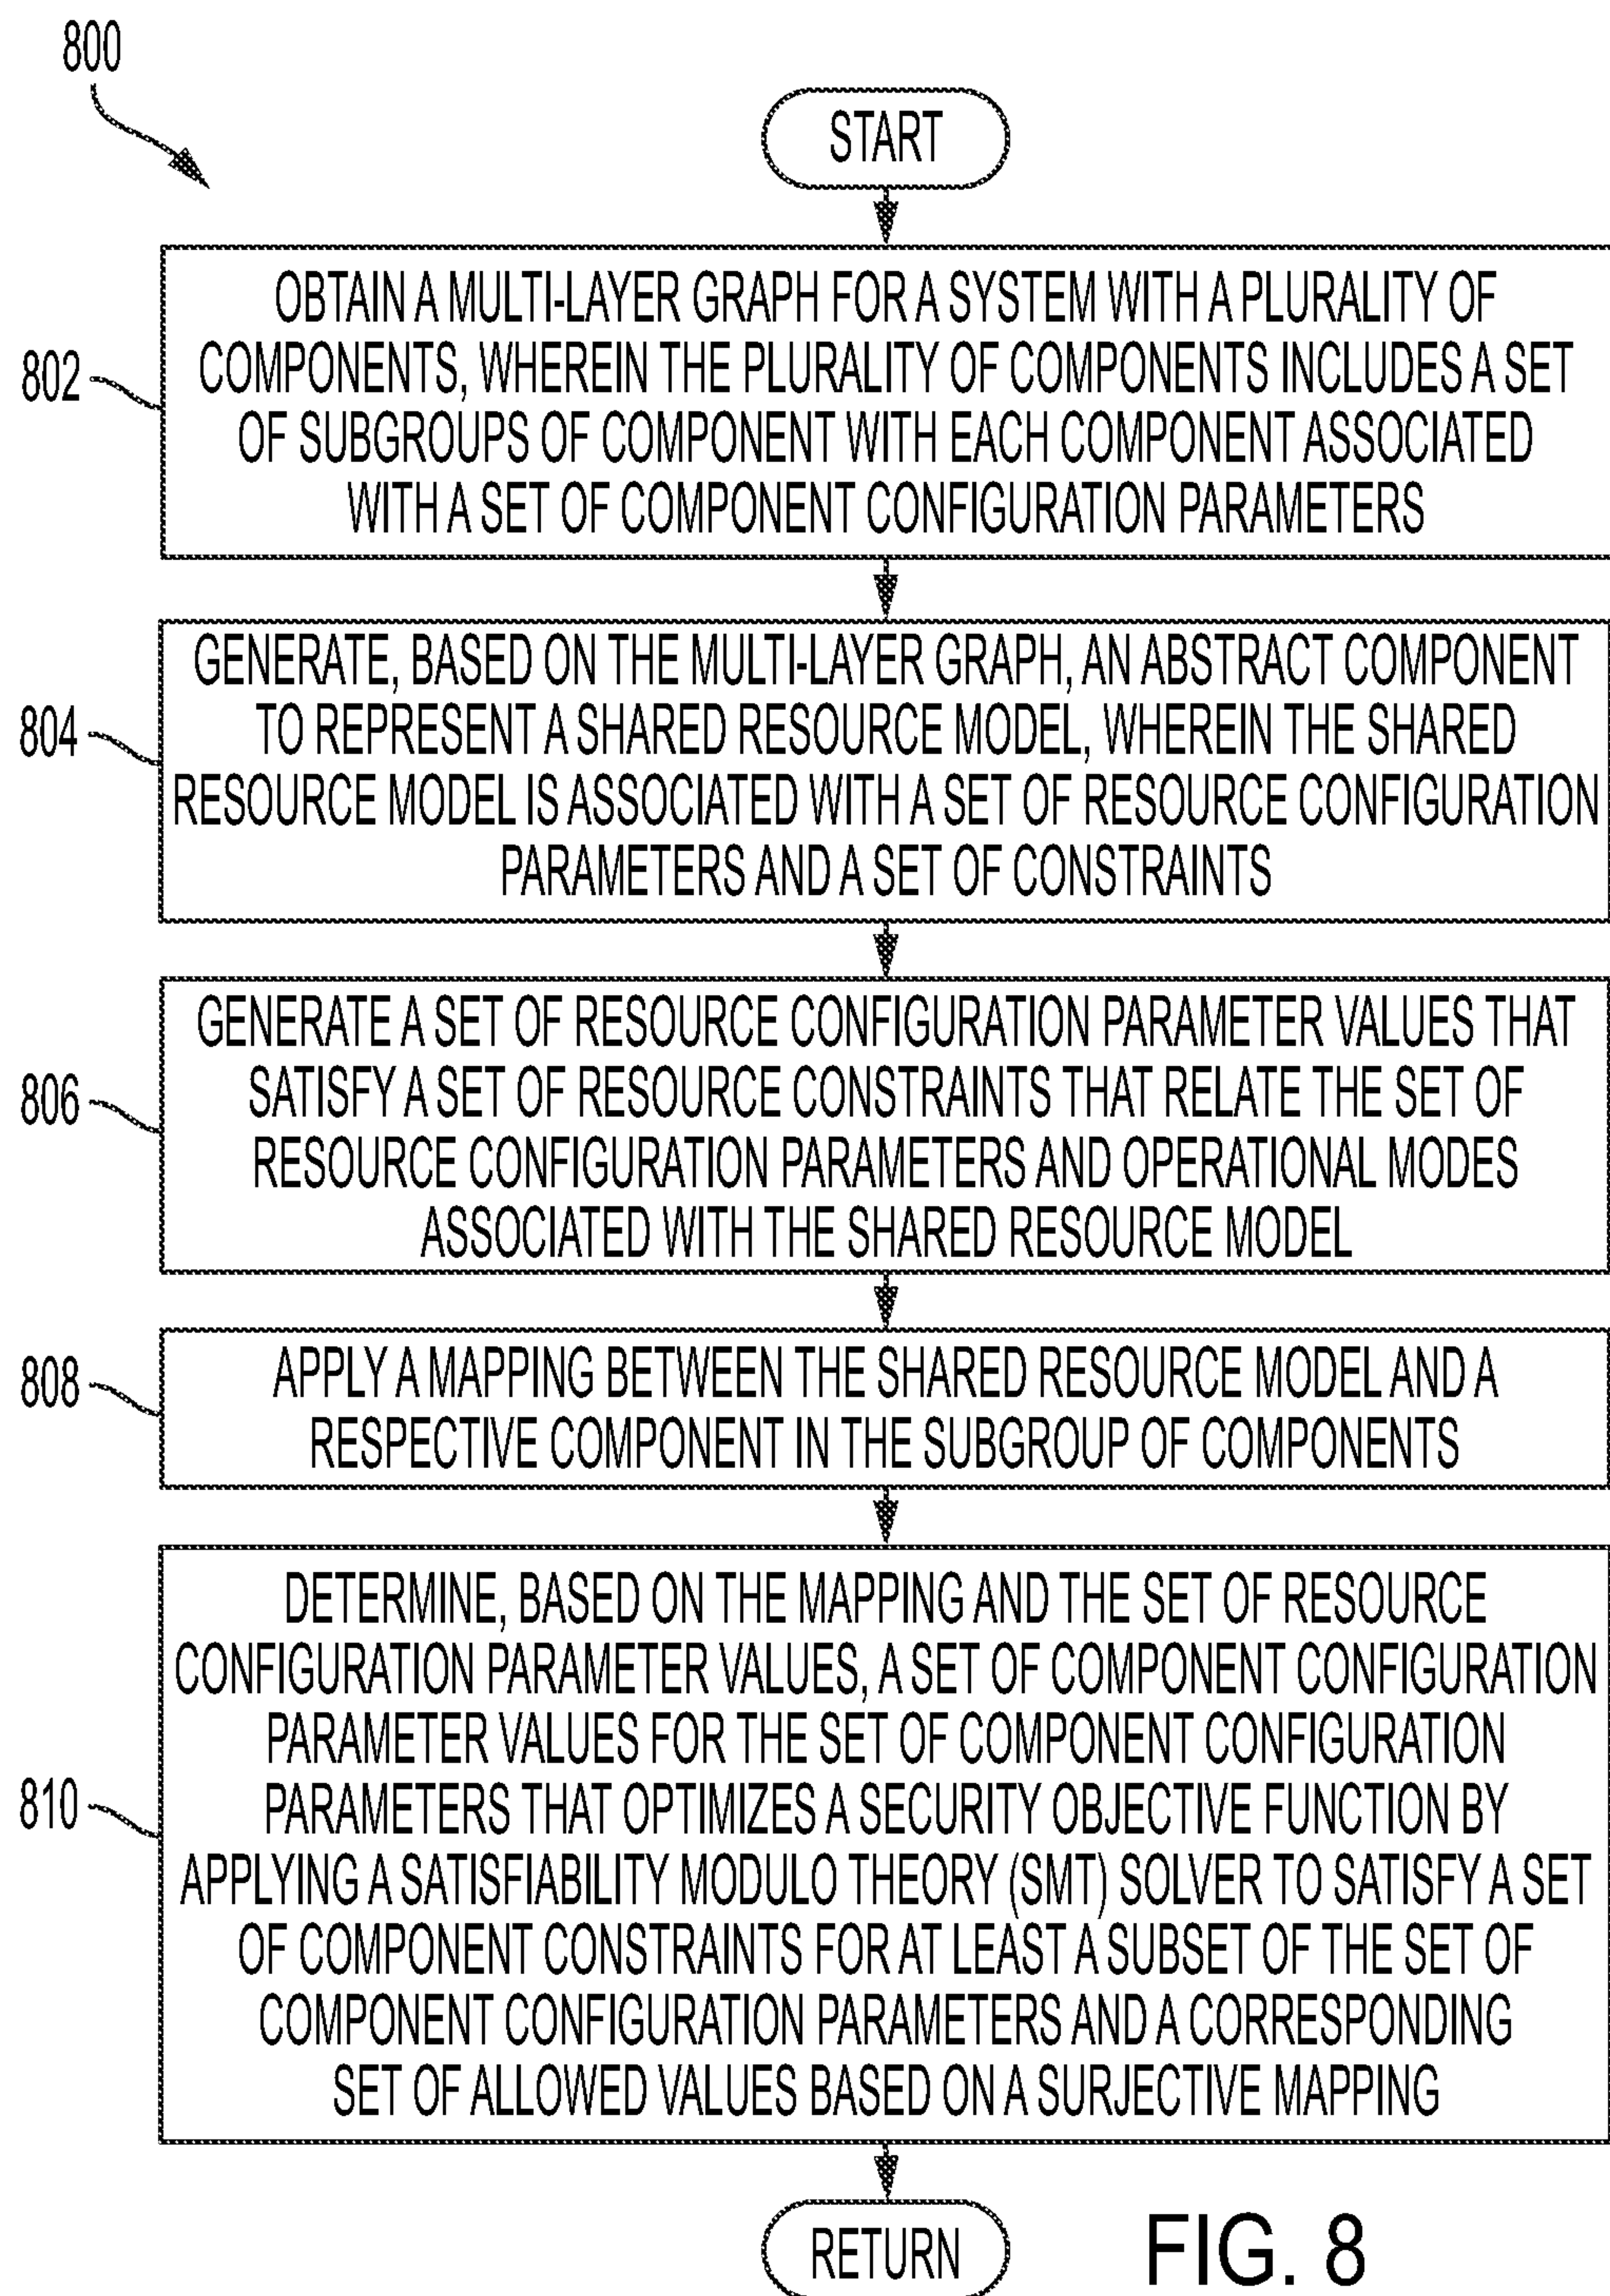 800
START
802
OBTAIN A MULTI-LAYER GRAPH FOR A SYSTEM WITH A PLURALITY OF
COMPONENTS, WHEREIN THE PLURALITY OF COMPONENTS INCLUDES A SET
OF SUBGROUPS OF COMPONENT WITH EACH COMPONENT ASSOCIATED
WITH A SET OF COMPONENT CONFIGURATION PARAMETERS
804
GENERATE, BASED ON THE MULTI-LAYER GRAPH, AN ABSTRACT COMPONENT
TO REPRESENT A SHARED RESOURCE MODEL, WHEREIN THE SHARED
RESOURCE MODEL IS ASSOCIATED WITH A SET OF RESOURCE CONFIGURATION
PARAMETERS AND A SET OF CONSTRAINTS
806
GENERATE A SET OF RESOURCE CONFIGURATION PARAMETER VALUES THAT
SATISFY A SET OF RESOURCE CONSTRAINTS THAT RELATE THE SET OF
RESOURCE CONFIGURATION PARAMETERS AND OPERATIONAL MODES
ASSOCIATED WITH THE SHARED RESOURCE MODEL
808
APPLY A MAPPING BETWEEN THE SHARED RESOURCE MODEL AND A
RESPECTIVE COMPONENT IN THE SUBGROUP OF COMPONENTS
810
DETERMINE, BASED ON THE MAPPING AND THE SET OF RESOURCE
CONFIGURATION PARAMETER VALUES, A SET OF COMPONENT CONFIGURATION
PARAMETER VALUES FOR THE SET OF COMPONENT CONFIGURATION
PARAMETERS THAT OPTIMIZES A SECURITY OBJECTIVE FUNCTION BY
APPLYING A SATISFIABILITY MODULO THEORY (SMT) SOLVER TO SATISFY A SET
OF COMPONENT CONSTRAINTS FOR AT LEAST A SUBSET OF THE SET OF
COMPONENT CONFIGURATION PARAMETERS AND A CORRESPONDING
SET OF ALLOWED VALUES BASED ON A SURJECTIVE MAPPING
RETURN
FIG. 8